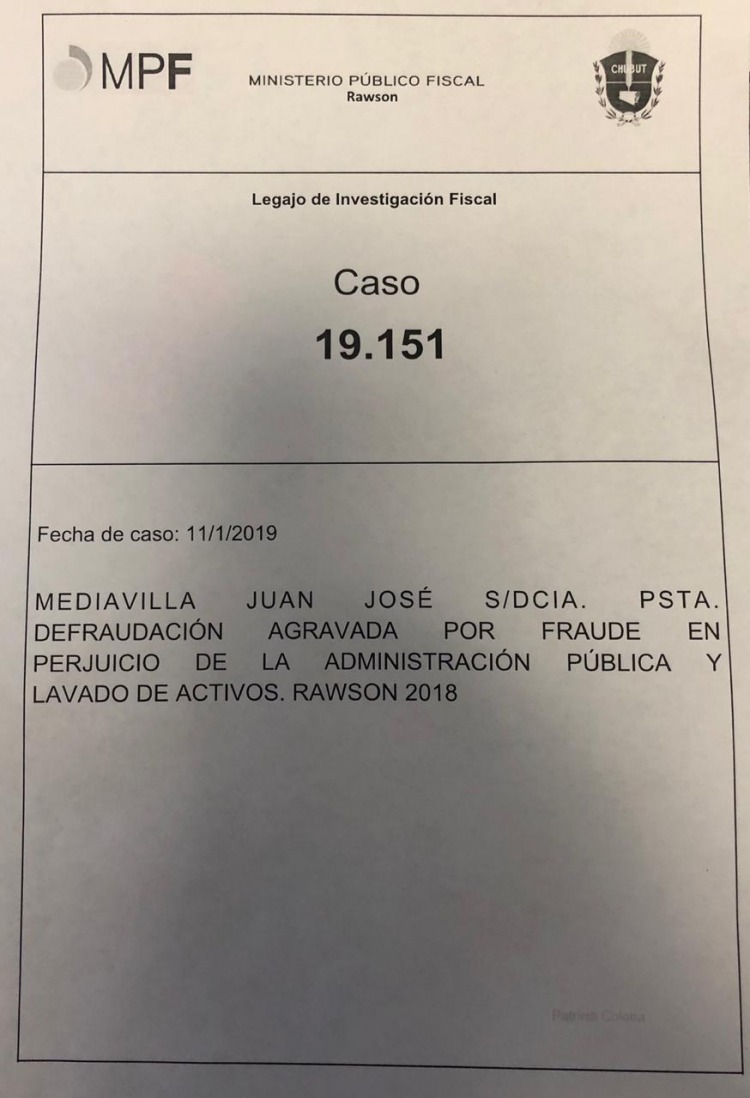 MPF
MINISTERIO PÚBLICO FISCAL
Rawson
CHUBUT
Legajo de Investigación Fiscal
Caso
19.151
Fecha de caso: 11/1/2019
MEDIAVILLA JUAN JOSÉ S/DCIA. PSTA.
DEFRAUDACIÓN AGRAVADA POR FRAUDE EN
PERJUICIO DE LA ADMINISTRACIÓN PÚBLICA Y
LAVADO DE ACTIVOS. RAWSON 2018